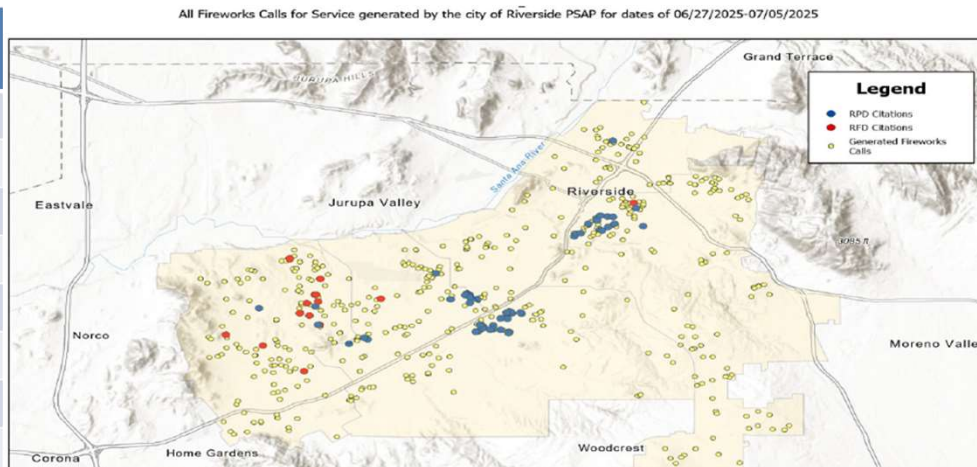 All Fireworks Calls for Service generated by the city of Riverside PSAP for dates of 06/27/2025-07/05/2025
Grand Terrace
JURUPA HILLS
Legend
RPD Citations
RFD Citations
Generated Fireworks
Calls
Santa Ana River
Riverside
Eastvale
Jurupa Valley
3095 ft
Norco
Moreno Valle
Woodcrest
Home Gardens
Corona